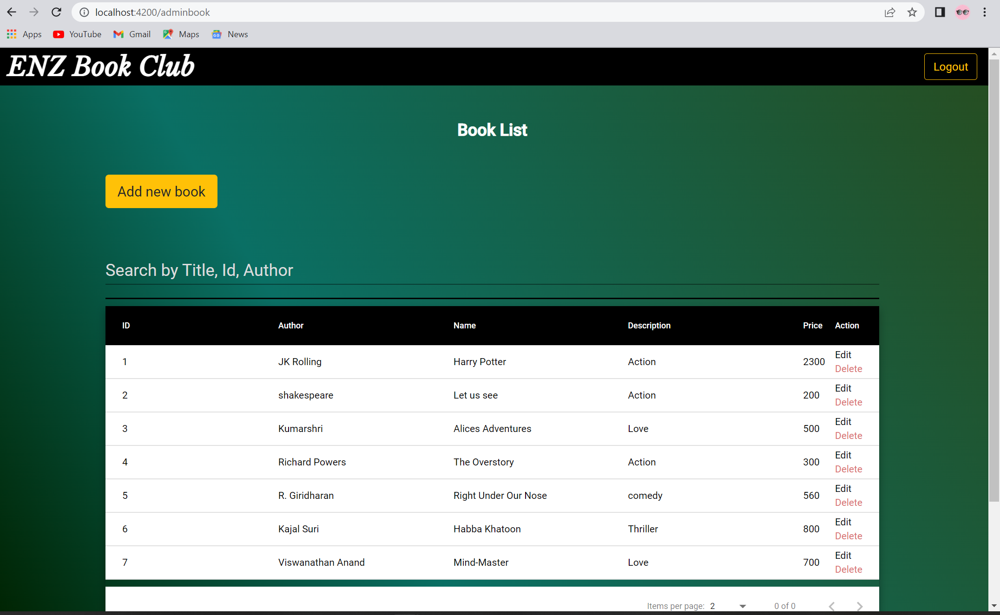 localhost:4200/adminbook
Apps YouTube Gmail Maps News
ENZ Book Club Logout
Book List
Add new book
Search by Title, Id, Author
ID Author Name Description Price Action
1 JK Rolling Harry Potter Action 2300 Edit Delete
2 shakespeare Let us see Action 200 Edit Delete
3 Kumarshri Alices Adventures Love 500 Edit Delete
4 Richard Powers The Overstory Action 300 Edit Delete
5 R. Giridharan Right Under Our Nose comedy 560 Edit Delete
6 Kajal Suri Habba Khatoon Thriller 800 Edit Delete
7 Viswanathan Anand Mind-Master Love 700 Edit Delete
Items per page: 2 0 of 0